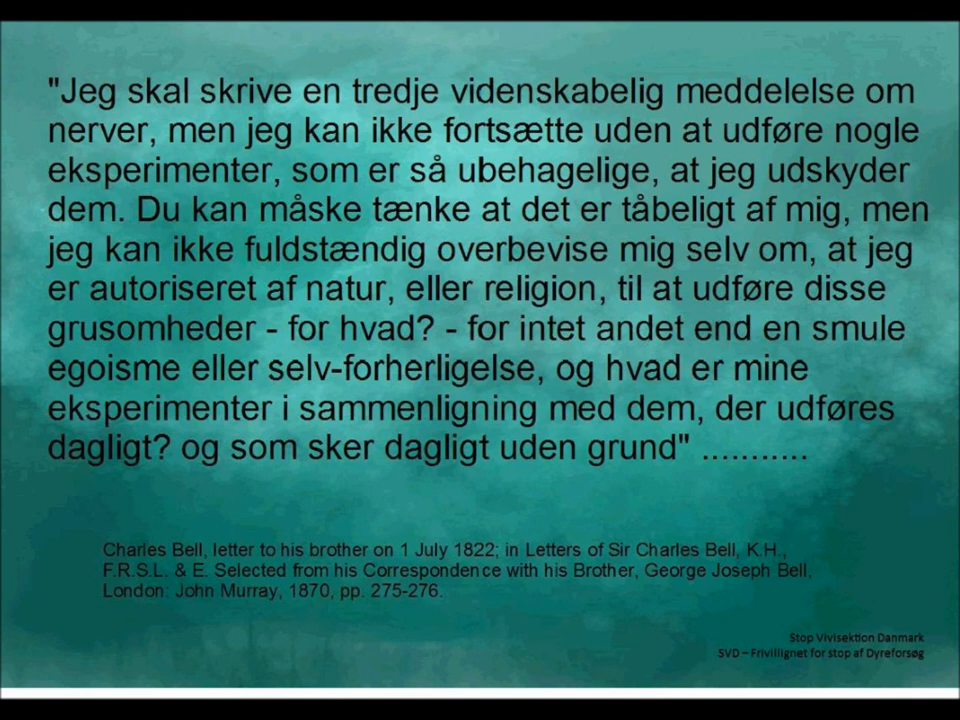 "Jeg skal skrive en tredje videnskabelig meddelelse om
nerver, men jeg kan ikke fortsætte uden at udføre nogle
eksperimenter, som er så ubehagelige, at jeg udskyder
dem. Du kan måske tænke at det er tåbeligt af mig, men
jeg kan ikke fuldstændig overbevise mig selv om, at jeg
er autoriseret af natur, eller religion, til at udføre disse
grusomheder - for hvad? - for intet andet end en smule
egoisme eller selv-forherligelse, og hvad er mine
eksperimenter i sammenligning med dem, der udføres
dagligt? og som sker dagligt uden grund" ...........
Charles Bell, letter to his brother on 1 July 1822; in Letters of Sir Charles Bell, K.H.,
F.R.S.L. & E. Selected from his Correspondence with his Brother, George Joseph Bell,
London: John Murray, 1870, pp. 275-276.
Stop Vivisektion Danmark
SVD – Frivillignet for stop af Dyreforsøg